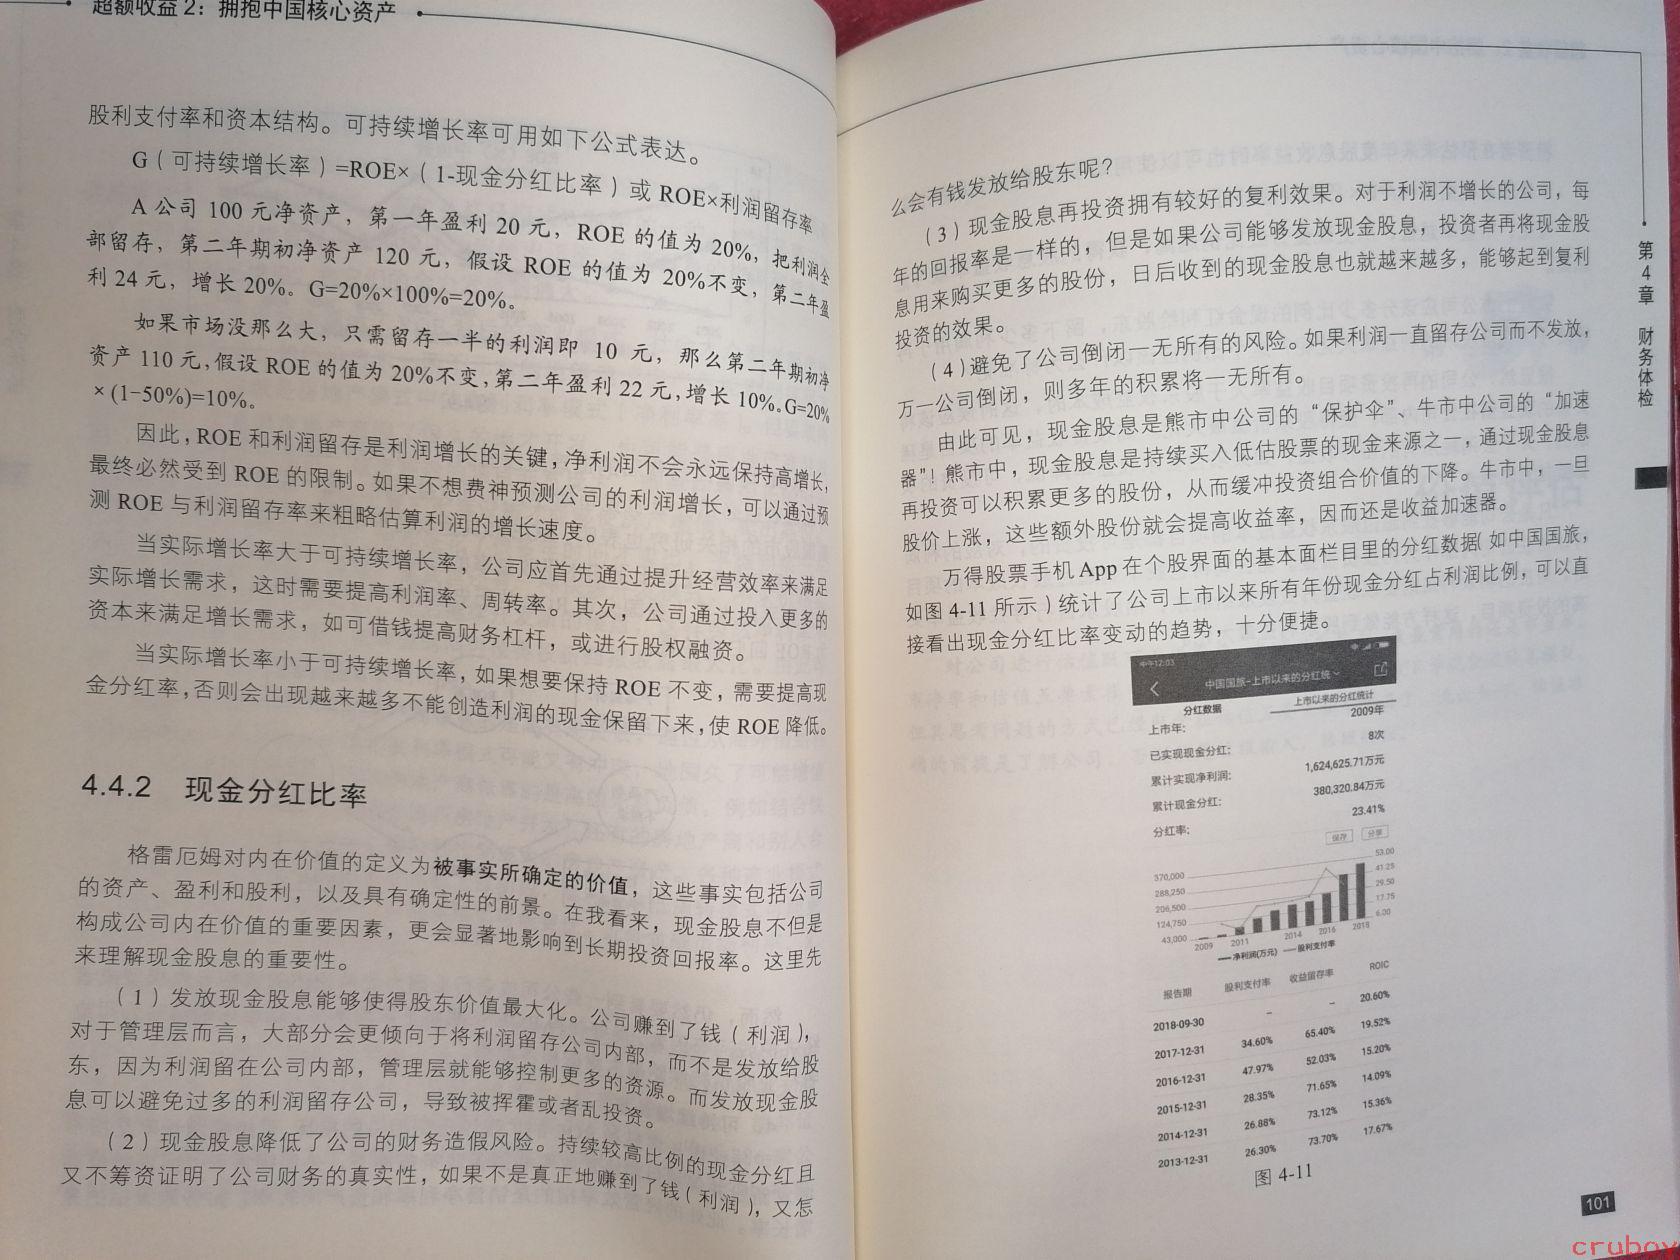 超额收益2：拥抱中国核心资产
股利支付率和资本结构。可持续增长率可用如下公式表达。
G（可持续增长率）=ROE×（1-现金分红比率）或 ROE×利润留存率
A 公司 100 元净资产，第一年盈利 20 元，ROE 的值为 20%，把利润全
部留存，第二年期初净资产 120 元，假设 ROE 的值为 20%不变，第二年盈
利 24 元，增长 20%。G=20%×100%=20%。
如果市场没那么大，只需留存一半的利润即 10 元，那么第二年期初净
资产 110 元，假设 ROE 的值为 20%不变，第二年盈利 22 元，增长 10%。G=20%
×(1-50%)=10%。
因此，ROE 和利润留存是利润增长的关键，净利润不会永远保持高增长，
最终必然受到 ROE 的限制。如果不想费神预测公司的利润增长，可以通过预
测 ROE 与利润留存率来粗略估算利润的增长速度。
当实际增长率大于可持续增长率，公司应首先通过提升经营效率来满足
实际增长需求，这时需要提高利润率、周转率。其次，公司通过投入更多的
资本来满足增长需求，如可借钱提高财务杠杆，或进行股权融资。
当实际增长率小于可持续增长率，如果想要保持 ROE 不变，需要提高现
金分红率，否则会出现越来越多不能创造利润的现金保留下来，使 ROE 降低。
4.4.2 现金分红比率
格雷厄姆对内在价值的定义为被事实所确定的价值，这些事实包括公司
的资产、盈利和股利，以及具有确定性的前景。在我看来，现金股息不但是
构成公司内在价值的重要因素，更会显著地影响到长期投资回报率。这里先
来理解现金股息的重要性。
（1）发放现金股息能够使得股东价值最大化。公司赚到了钱（利润），
对于管理层而言，大部分会更倾向于将利润留存公司内部，而不是发放给股
东，因为利润留在公司内部，管理层就能够控制更多的资源。而发放现金股
息可以避免过多的利润留存公司，导致被挥霍或者乱投资。
（2）现金股息降低了公司的财务造假风险。持续较高比例的现金分红且
又不筹资证明了公司财务的真实性，如果不是真正地赚到了钱（利润），又怎
么会有钱发放给股东呢？
（3）现金股息再投资拥有较好的复利效果。对于利润不增长的公司，每
年的回报率是一样的，但是如果公司能够发放现金股息，投资者再将现金股
息用来购买更多的股份，日后收到的现金股息也就越来越多，能够起到复利
投资的效果。
（4）避免了公司倒闭一无所有的风险。如果利润一直留存公司而不发放，
万一公司倒闭，则多年的积累将一无所有。
由此可见，现金股息是熊市中公司的“保护伞”、牛市中公司的“加速
器”！熊市中，现金股息是持续买入低估股票的现金来源之一，通过现金股息
再投资可以积累更多的股份，从而缓冲投资组合价值的下降。牛市中，一旦
股价上涨，这些额外股份就会提高收益率，因而还是收益加速器。
万得股票手机 App 在个股界面的基本面栏目里的分红数据（如中国国旅，
如图 4-11 所示）统计了公司上市以来所有年份现金分红占利润比例，可以直
接看出现金分红比率变动的趋势，十分便捷。
中午12:03
中国国旅-上市以来的分红统
分红数据 上市以来的分红统计
上市年: 2009年
已实现现金分红: 8次
累计实现净利润: 1,624,625.71万元
累计现金分红: 380,320.84万元
分红率: 23.41%
保存 分享
370,000 53.00
288,250 41.25
206,500 29.50
124,750 17.75
43,000 6.00
2009 2011 2014 2016 2018
净利润(万元) 股利支付率
报告期 股利支付率 收益留存率 ROIC
2018-09-30 – – 20.60%
2017-12-31 34.60% 65.40% 19.52%
2016-12-31 47.97% 52.03% 15.20%
2015-12-31 28.35% 71.65% 14.09%
2014-12-31 26.88% 73.12% 15.36%
2013-12-31 26.30% 73.70% 17.67%
图 4-11
第4章 财务体检
101
cruboy